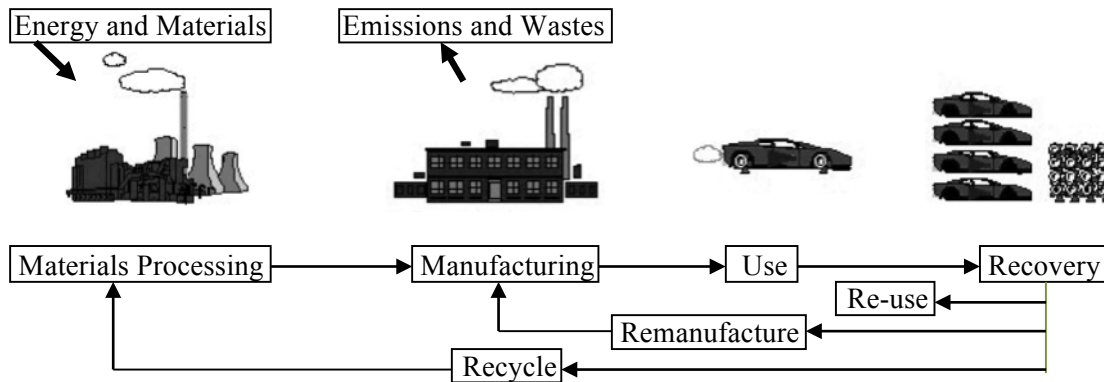 Energy and Materials
Emissions and Wastes
Materials Processing
Manufacturing
Use
Recovery
Re-use
Remanufacture
Recycle